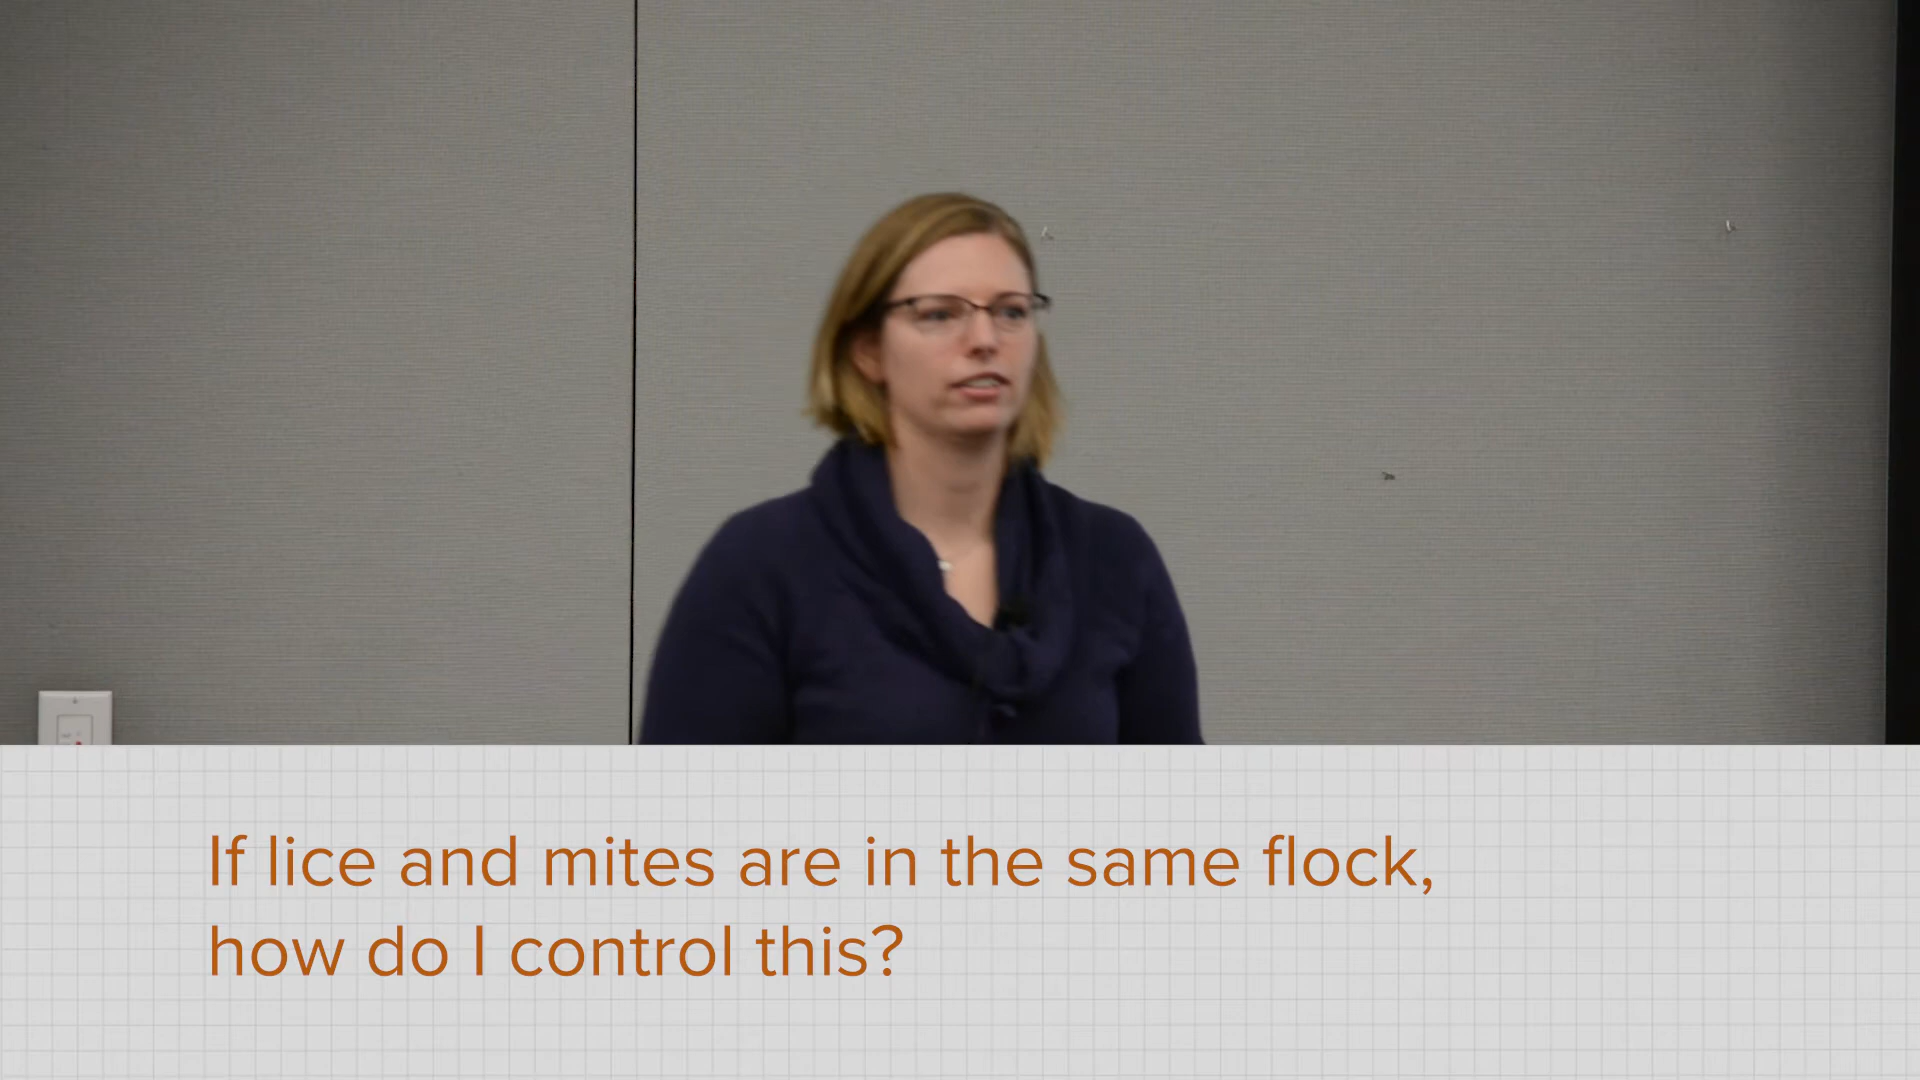 If lice and mites are in the same flock,
how do I control this?